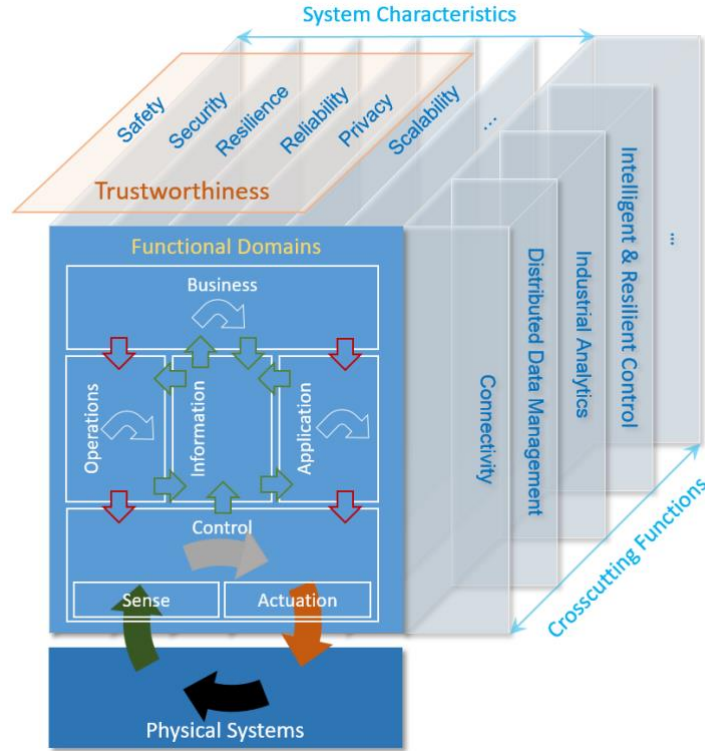 System Characteristics
Safety
Security
Resilience
Reliability
Privacy
Scalability
...
Trustworthiness
Functional Domains
Business
Operations
Information
Application
Control
Sense
Actuation
Physical Systems
Connectivity
Distributed Data Management
Industrial Analytics
Intelligent & Resilient Control
...
Crosscutting Functions